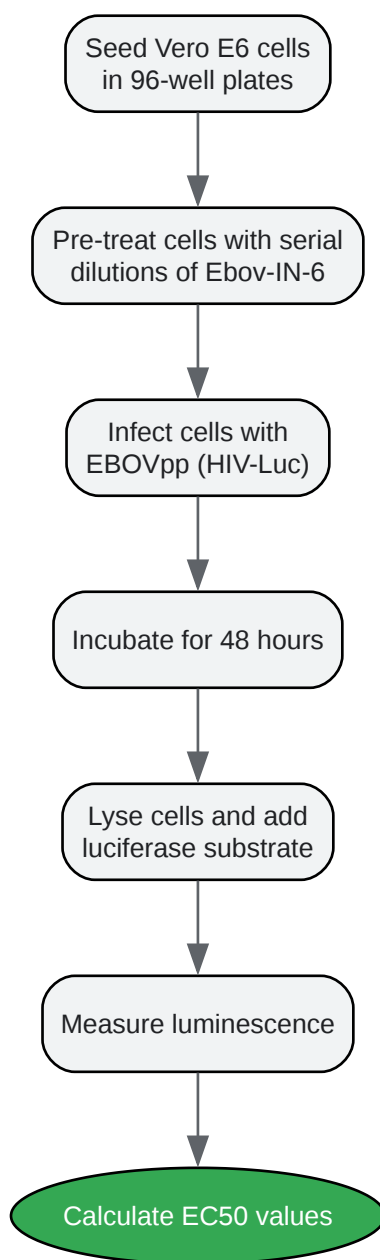 Seed Vero E6 cells
in 96-well plates
Pre-treat cells with serial
dilutions of Ebov-IN-6
Infect cells with
EBOVpp (HIV-Luc)
Incubate for 48 hours
Lyse cells and add
luciferase substrate
Measure luminescence
Calculate EC50 values